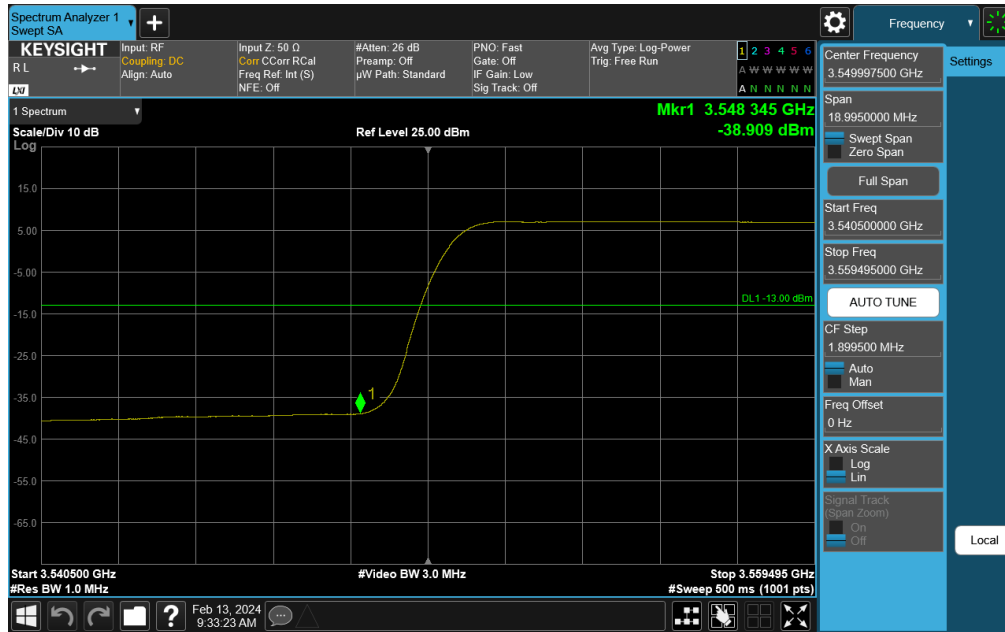 Spectrum Analyzer 1
Swept SA
Frequency
KEYSIGHT
R L
LXI
Input: RF
Coupling: DC
Align: Auto
Input Z: 50 Ω
Corr CCorr RCal
Freq Ref: Int (S)
NFE: Off
#Atten: 26 dB
Preamp: Off
µW Path: Standard
PNO: Fast
Gate: Off
IF Gain: Low
Sig Track: Off
Avg Type: Log-Power
Trig: Free Run
1 2 3 4 5 6
A W W W W W
A N N N N N
1 Spectrum
Mkr1 3.548 345 GHz
-38.909 dBm
Scale/Div 10 dB
Ref Level 25.00 dBm
Log
15.0
5.00
-5.00
DL1 -13.00 dBm
-15.0
-25.0
-35.0
1
-45.0
-55.0
-65.0
Start 3.540500 GHz
#Video BW 3.0 MHz
Stop 3.559495 GHz
#Res BW 1.0 MHz
#Sweep 500 ms (1001 pts)
?
Feb 13, 2024
9:33:23 AM
Center Frequency
3.549997500 GHz
Settings
Span
18.9950000 MHz
Swept Span
Zero Span
Full Span
Start Freq
3.540500000 GHz
Stop Freq
3.559495000 GHz
AUTO TUNE
CF Step
1.899500 MHz
Auto
Man
Freq Offset
0 Hz
X Axis Scale
Log
Lin
Signal Track
(Span Zoom)
On
Off
Local